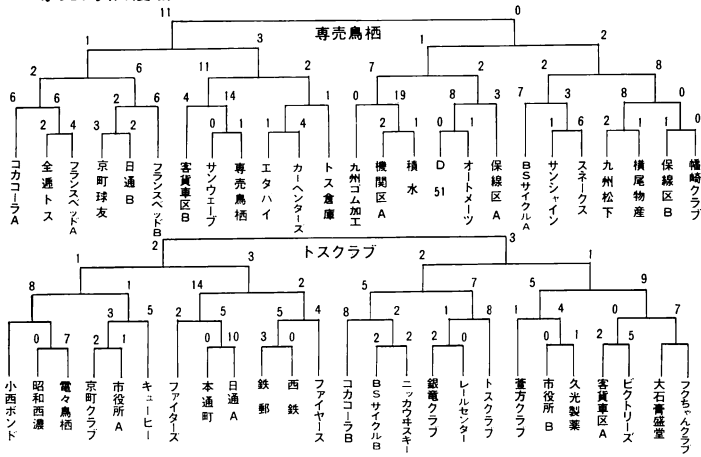 11 0
専売鳥栖
1 3 1 2
2 6 11 2 7 8 2 8
6 6 2 6 4 14 1 0 19 8 3 7 3 8 0
2 4 3 2 0 1 1 4 2 1 0 1 1 6 2 1 1 0
コカコーラA
全逓トス
フランスベッドA
京町球友
日通B
フランスベッドB
客貨車区B
サンウェーブ
専売鳥栖
エタハイ
カーペンターズ
トス倉庫
九州ゴム加工
機関区A
積水
D51
オートメーツ
保線区A
BSサイクルA
サンシャイン
スネークス
九州松下
横尾物産
保線区B
幡崎クラブ
2 3
トスクラブ
1 3 2 1
8 1 14 2 5 7 5 9
3 5 2 5 5 4 8 2 1 8 1 4 0 7
0 7 2 1 0 10 3 0 2 2 2 0 0 1 2 5
小西ボンド
昭和西濃
電々鳥栖
京町クラブ
市役所A
キューピー
ファイターズ
本通町
日通A
鉄郵
西鉄
ファイヤーズ
コカコーラB
BSサイクルB
ニッカウヰスキー
銀竜クラブ
レールセンター
トスクラブ
萱方クラブ
市役所B
久光製薬
客貨車区A
ビクトリーズ
大石膏盛堂
フクちゃんクラブ